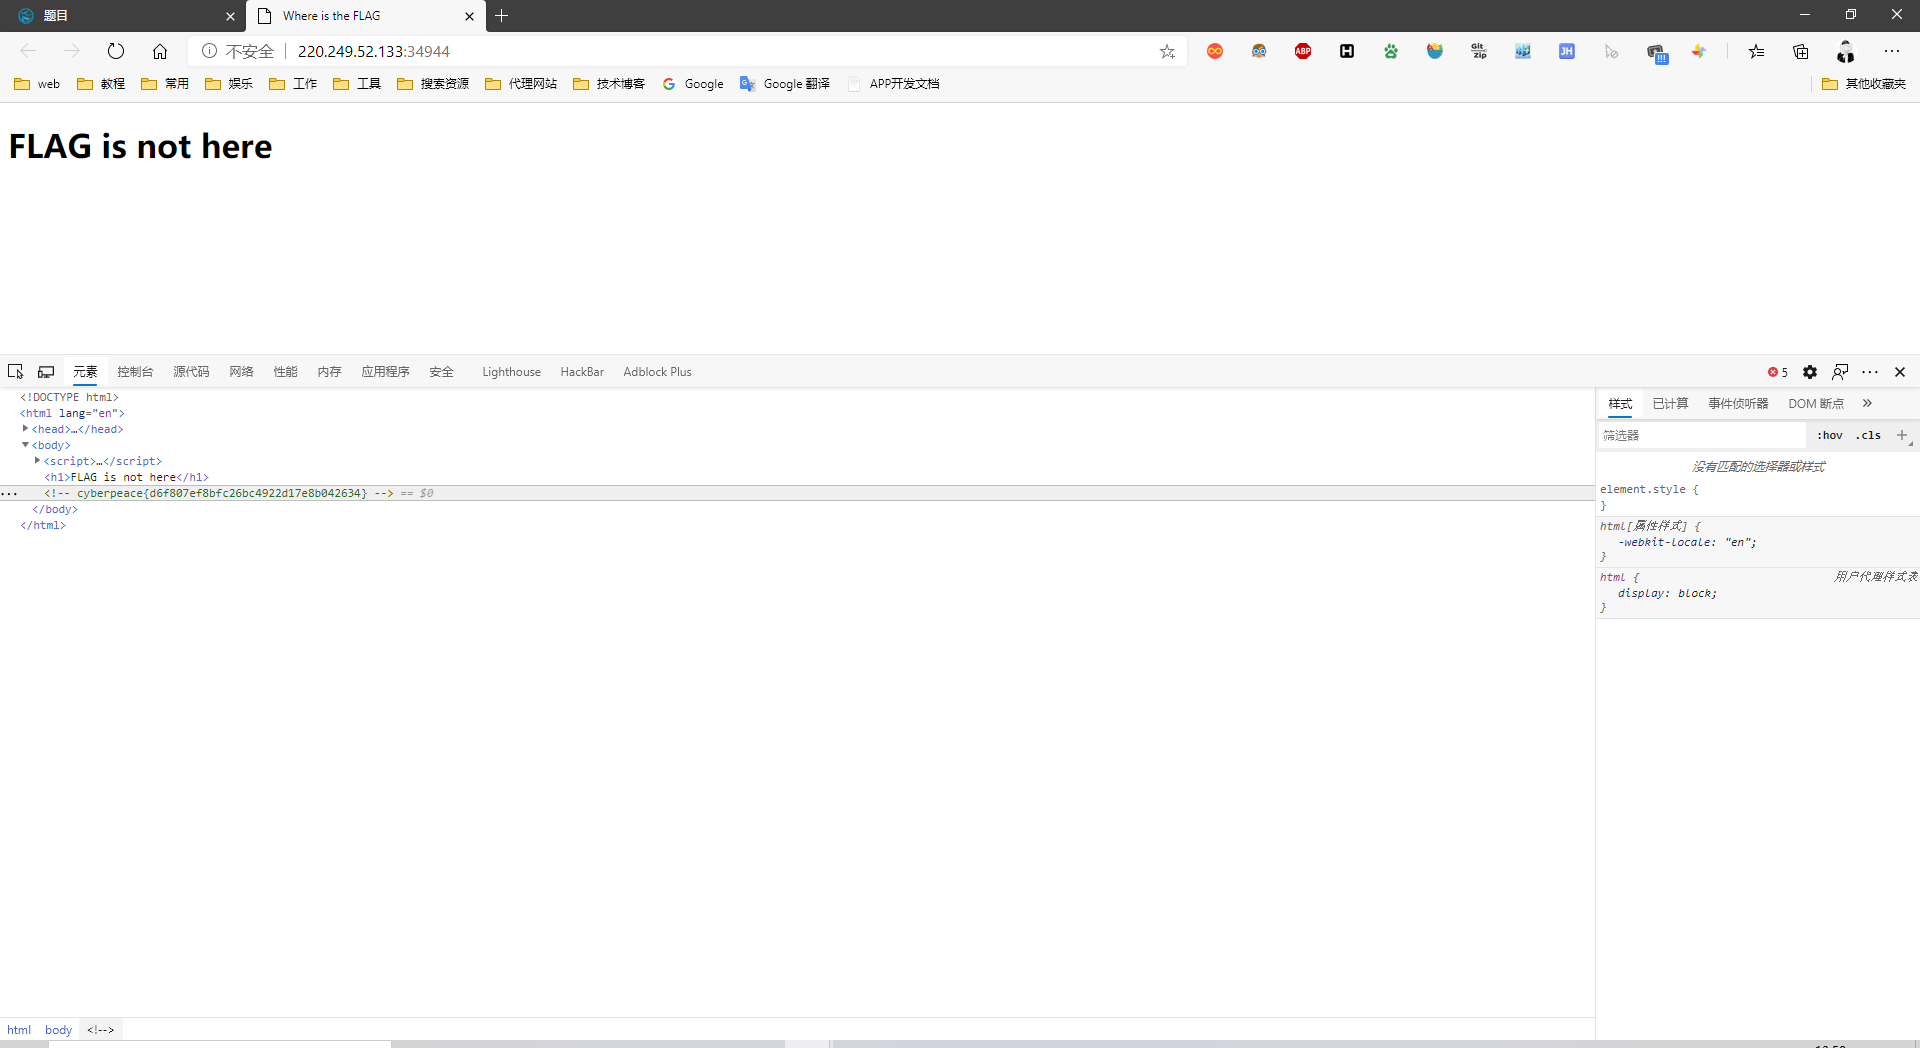 题目
Where is the FLAG
不安全 220.249.52.133:34944
ABP
H
Git Zip
JH
web 教程 常用 娱乐 工作 工具 搜索资源 代理网站 技术博客 Google Google 翻译 APP开发文档 其他收藏夹
FLAG is not here
元素 控制台 源代码 网络 性能 内存 应用程序 安全 Lighthouse HackBar Adblock Plus 5
<!DOCTYPE html>
<html lang="en">
<head>…</head>
<body>
<script>…</script>
<h1>FLAG is not here</h1>
<!-- cyberpeace{d6f807ef8bfc26bc4922d17e8b042634} --> == $0
</body>
</html>
样式 已计算 事件侦听器 DOM 断点 »
筛选器 :hov .cls +
没有匹配的选择器或样式
element.style {
}
html[属性样式] {
-webkit-locale: "en";
}
html { 用户代理样式表
display: block;
}
html body <!-->